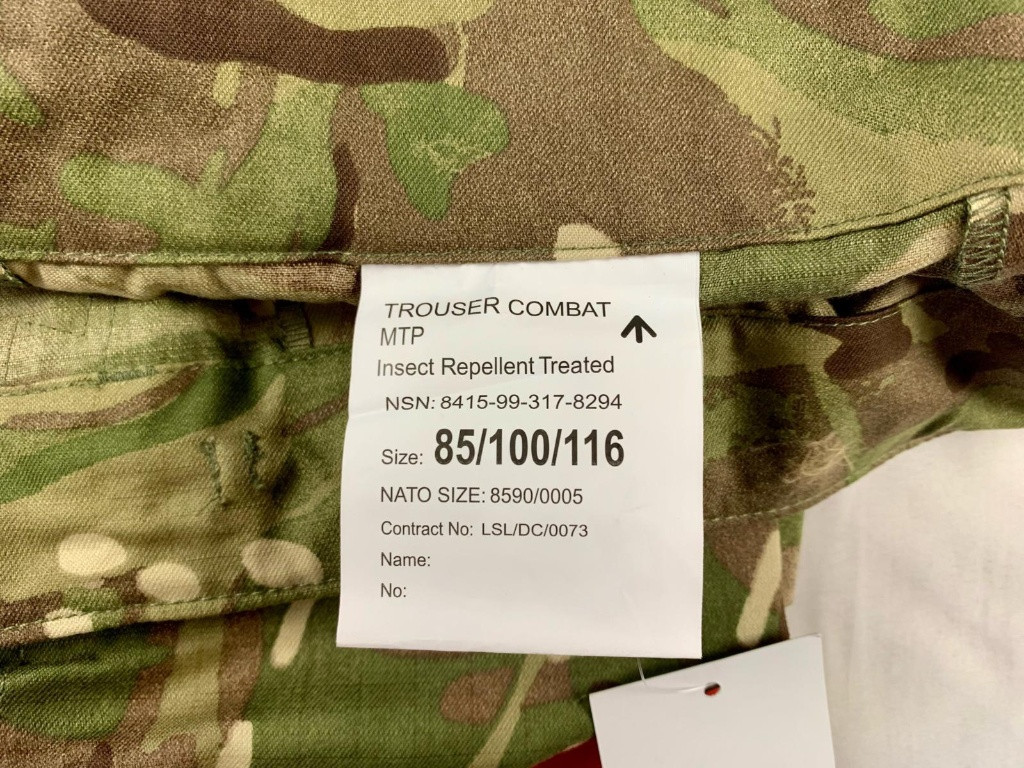 TROUSER COMBAT
MTP
Insect Repellent Treated
NSN: 8415-99-317-8294
Size: 85/100/116
NATO SIZE: 8590/0005
Contract No: LSL/DC/0073
Name:
No: